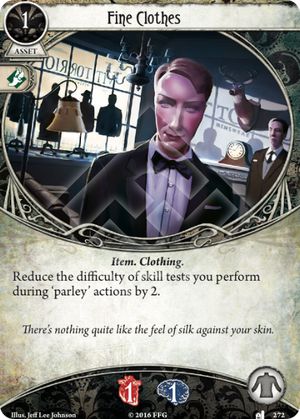 1
Fine Clothes
ASSET
Item. Clothing.
Reduce the difficulty of skill tests you perform
during ‘parley’ actions by 2.
There's nothing quite like the feel of silk against your skin.
1
1
Illus. Jeff Lee Johnson
© 2016 FFG
272